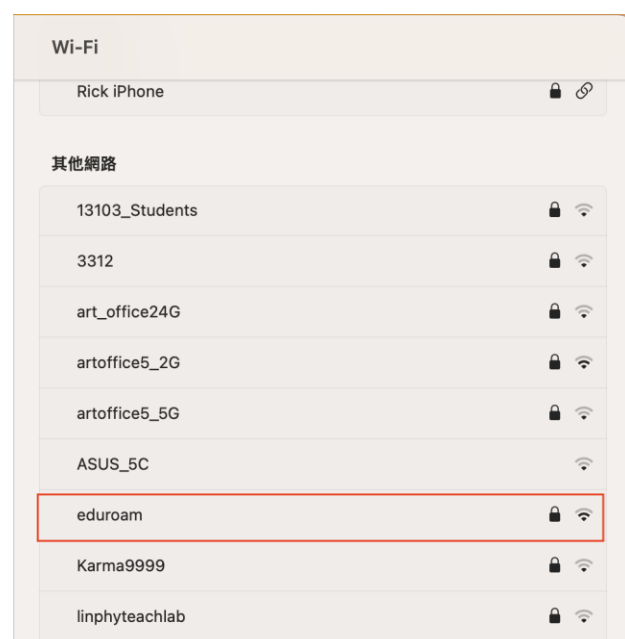 Wi-Fi
Rick iPhone
其他網路
13103_Students
3312
art_office24G
artoffice5_2G
artoffice5_5G
ASUS_5C
eduroam
Karma9999
linphyteachlab